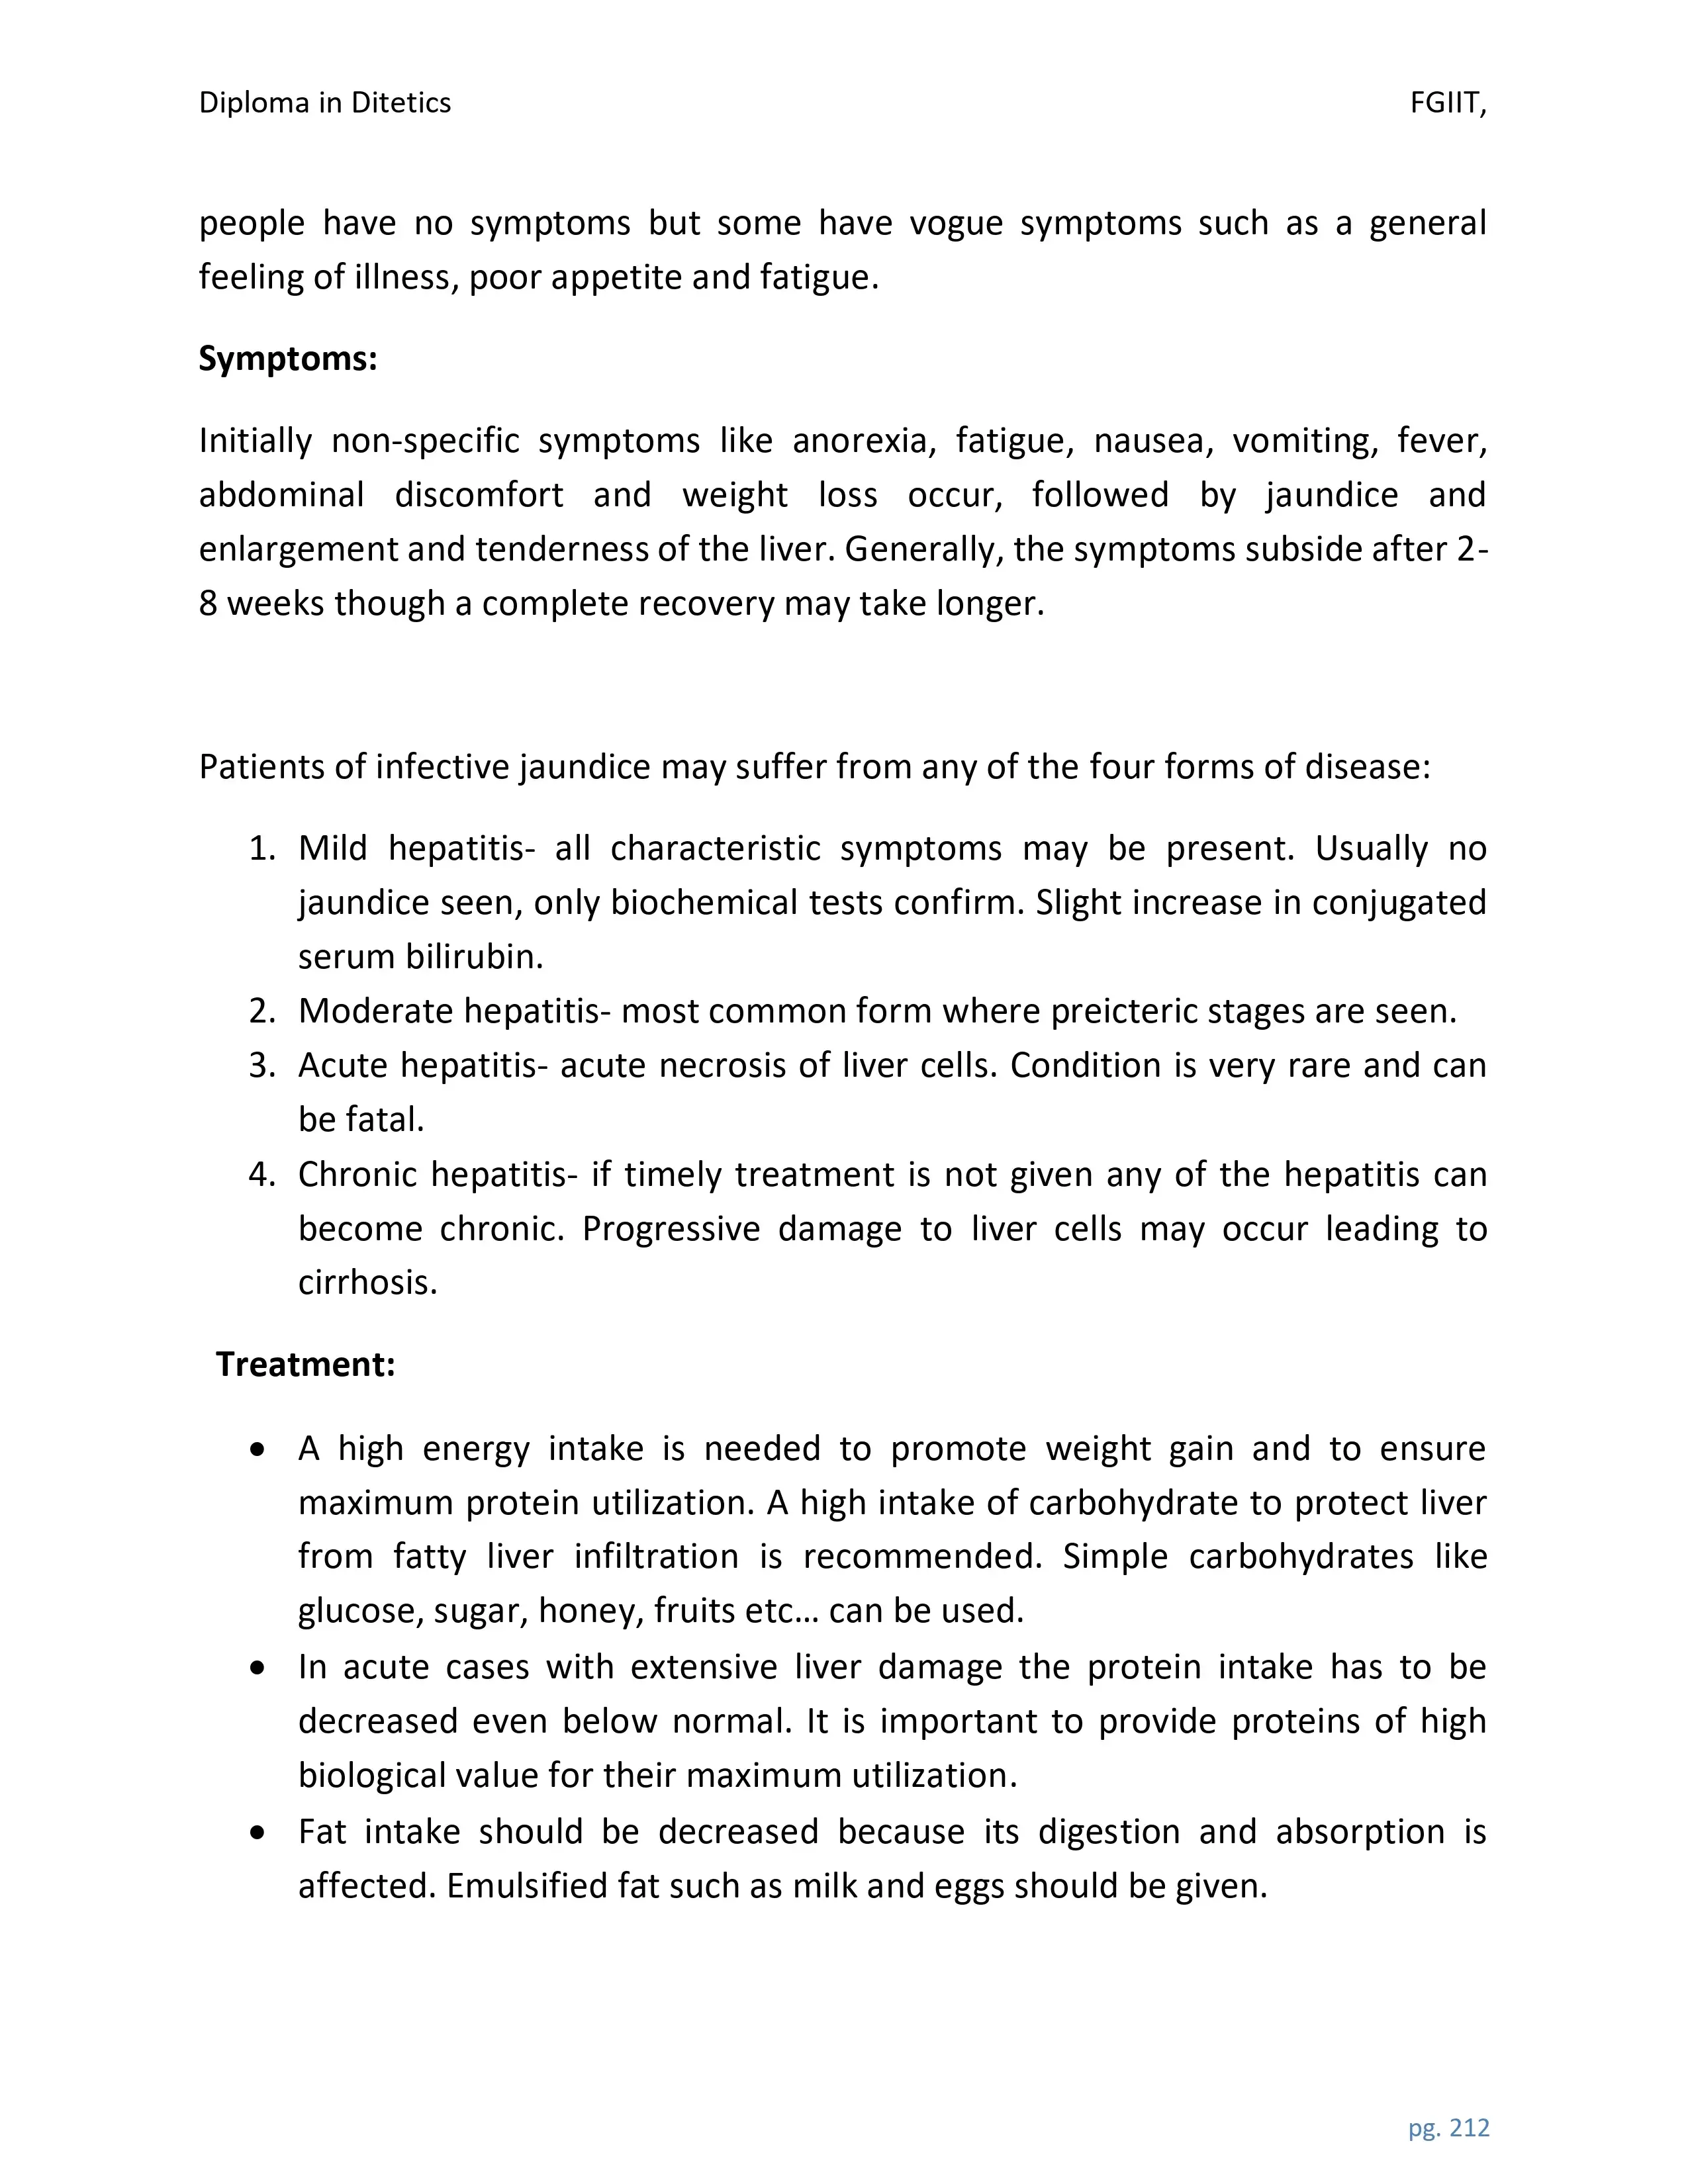 Diploma in Ditetics FGIIT,
people have no symptoms but some have vogue symptoms such as a general
feeling of illness, poor appetite and fatigue.
Symptoms:
Initially non-specific symptoms like anorexia, fatigue, nausea, vomiting, fever,
abdominal discomfort and weight loss occur, followed by jaundice and
enlargement and tenderness of the liver. Generally, the symptoms subside after 2-
8 weeks though a complete recovery may take longer.
Patients of infective jaundice may suffer from any of the four forms of disease:
1. Mild hepatitis- all characteristic symptoms may be present. Usually no
jaundice seen, only biochemical tests confirm. Slight increase in conjugated
serum bilirubin.
2. Moderate hepatitis- most common form where preicteric stages are seen.
3. Acute hepatitis- acute necrosis of liver cells. Condition is very rare and can
be fatal.
4. Chronic hepatitis- if timely treatment is not given any of the hepatitis can
become chronic. Progressive damage to liver cells may occur leading to
cirrhosis.
Treatment:
• A high energy intake is needed to promote weight gain and to ensure
maximum protein utilization. A high intake of carbohydrate to protect liver
from fatty liver infiltration is recommended. Simple carbohydrates like
glucose, sugar, honey, fruits etc… can be used.
• In acute cases with extensive liver damage the protein intake has to be
decreased even below normal. It is important to provide proteins of high
biological value for their maximum utilization.
• Fat intake should be decreased because its digestion and absorption is
affected. Emulsified fat such as milk and eggs should be given.
pg. 212